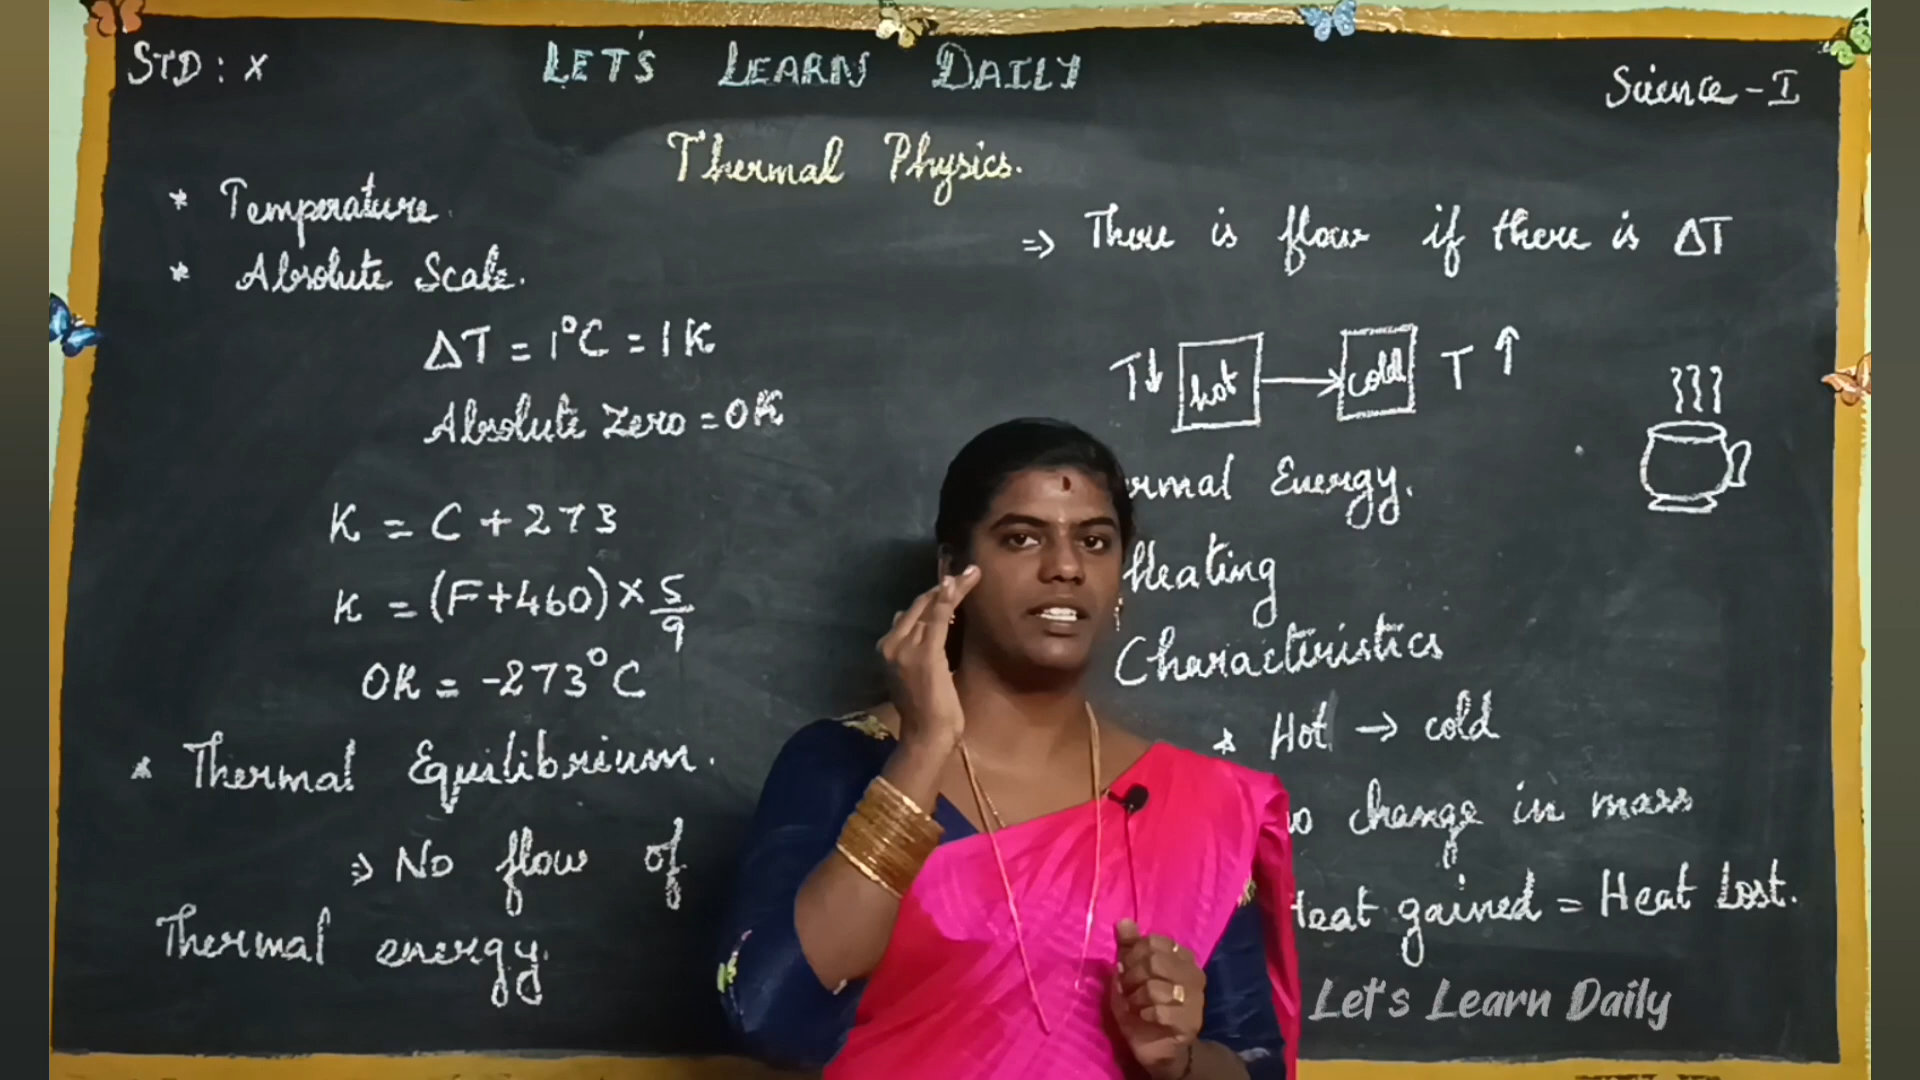 STD : X
LET'S LEARN DAILY
Science - I
Thermal Physics.
* Temperature.
* Absolute Scale.
ΔT = 1°C = 1K
Absolute Zero = 0K
K = C + 273
K = (F+460) × 5/9
0K = -273°C
* Thermal Equilibrium.
⇒ No flow of
Thermal energy.
⇒ There is flow if there is ΔT
T↓ hot → cold T ↑
Energy.
Heating
Characteristics
* Hot → cold
change in mass
gained = Heat Lost.
Let's Learn Daily